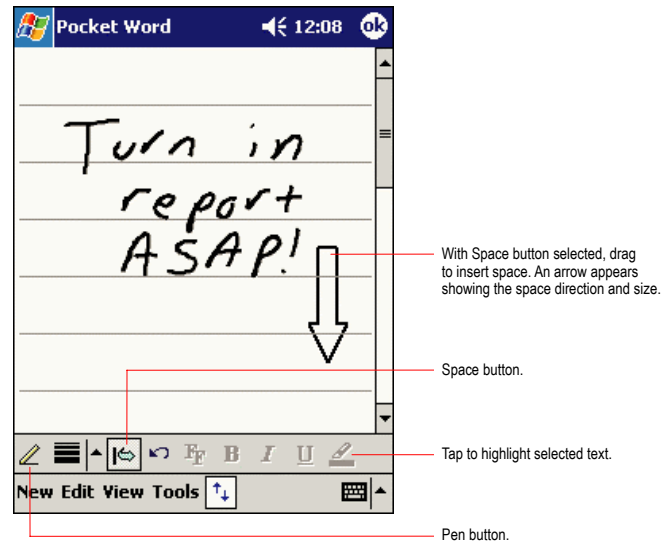 Pocket Word 12:08 ok
Turn in
report
ASAP!
With Space button selected, drag
to insert space. An arrow appears
showing the space direction and size.
Space button.
FF B I U
Tap to highlight selected text.
New Edit View Tools
Pen button.